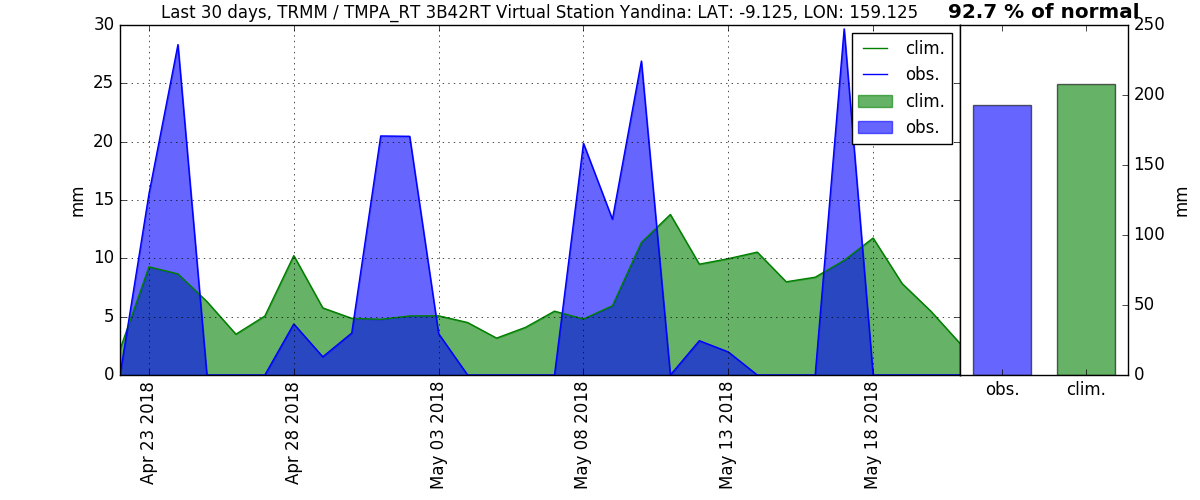 Last 30 days, TRMM / TMPA_RT 3B42RT Virtual Station Yandina: LAT: -9.125, LON: 159.125
92.7 % of normal
30
25
20
15
10
5
0
mm
clim.
obs.
clim.
obs.
Apr 23 2018
Apr 28 2018
May 03 2018
May 08 2018
May 13 2018
May 18 2018
250
200
150
100
50
0
mm
obs.
clim.